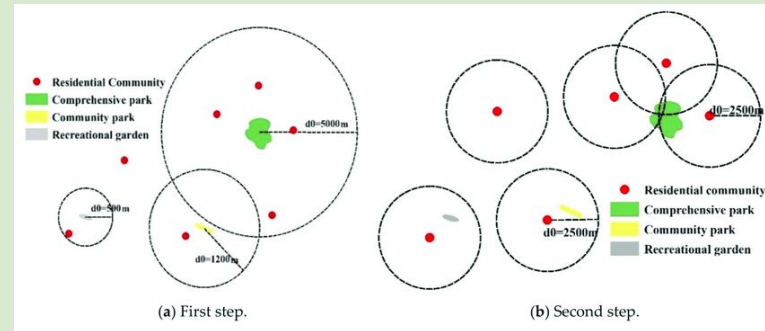 Residential Community
Comprehensive park
Community park
Recreational garden
d0=5000m
d0=500m
d0=1200m
(a) First step.
d0=2500m
d0=2500m
Residential community
Comprehensive park
Community park
Recreational garden
(b) Second step.